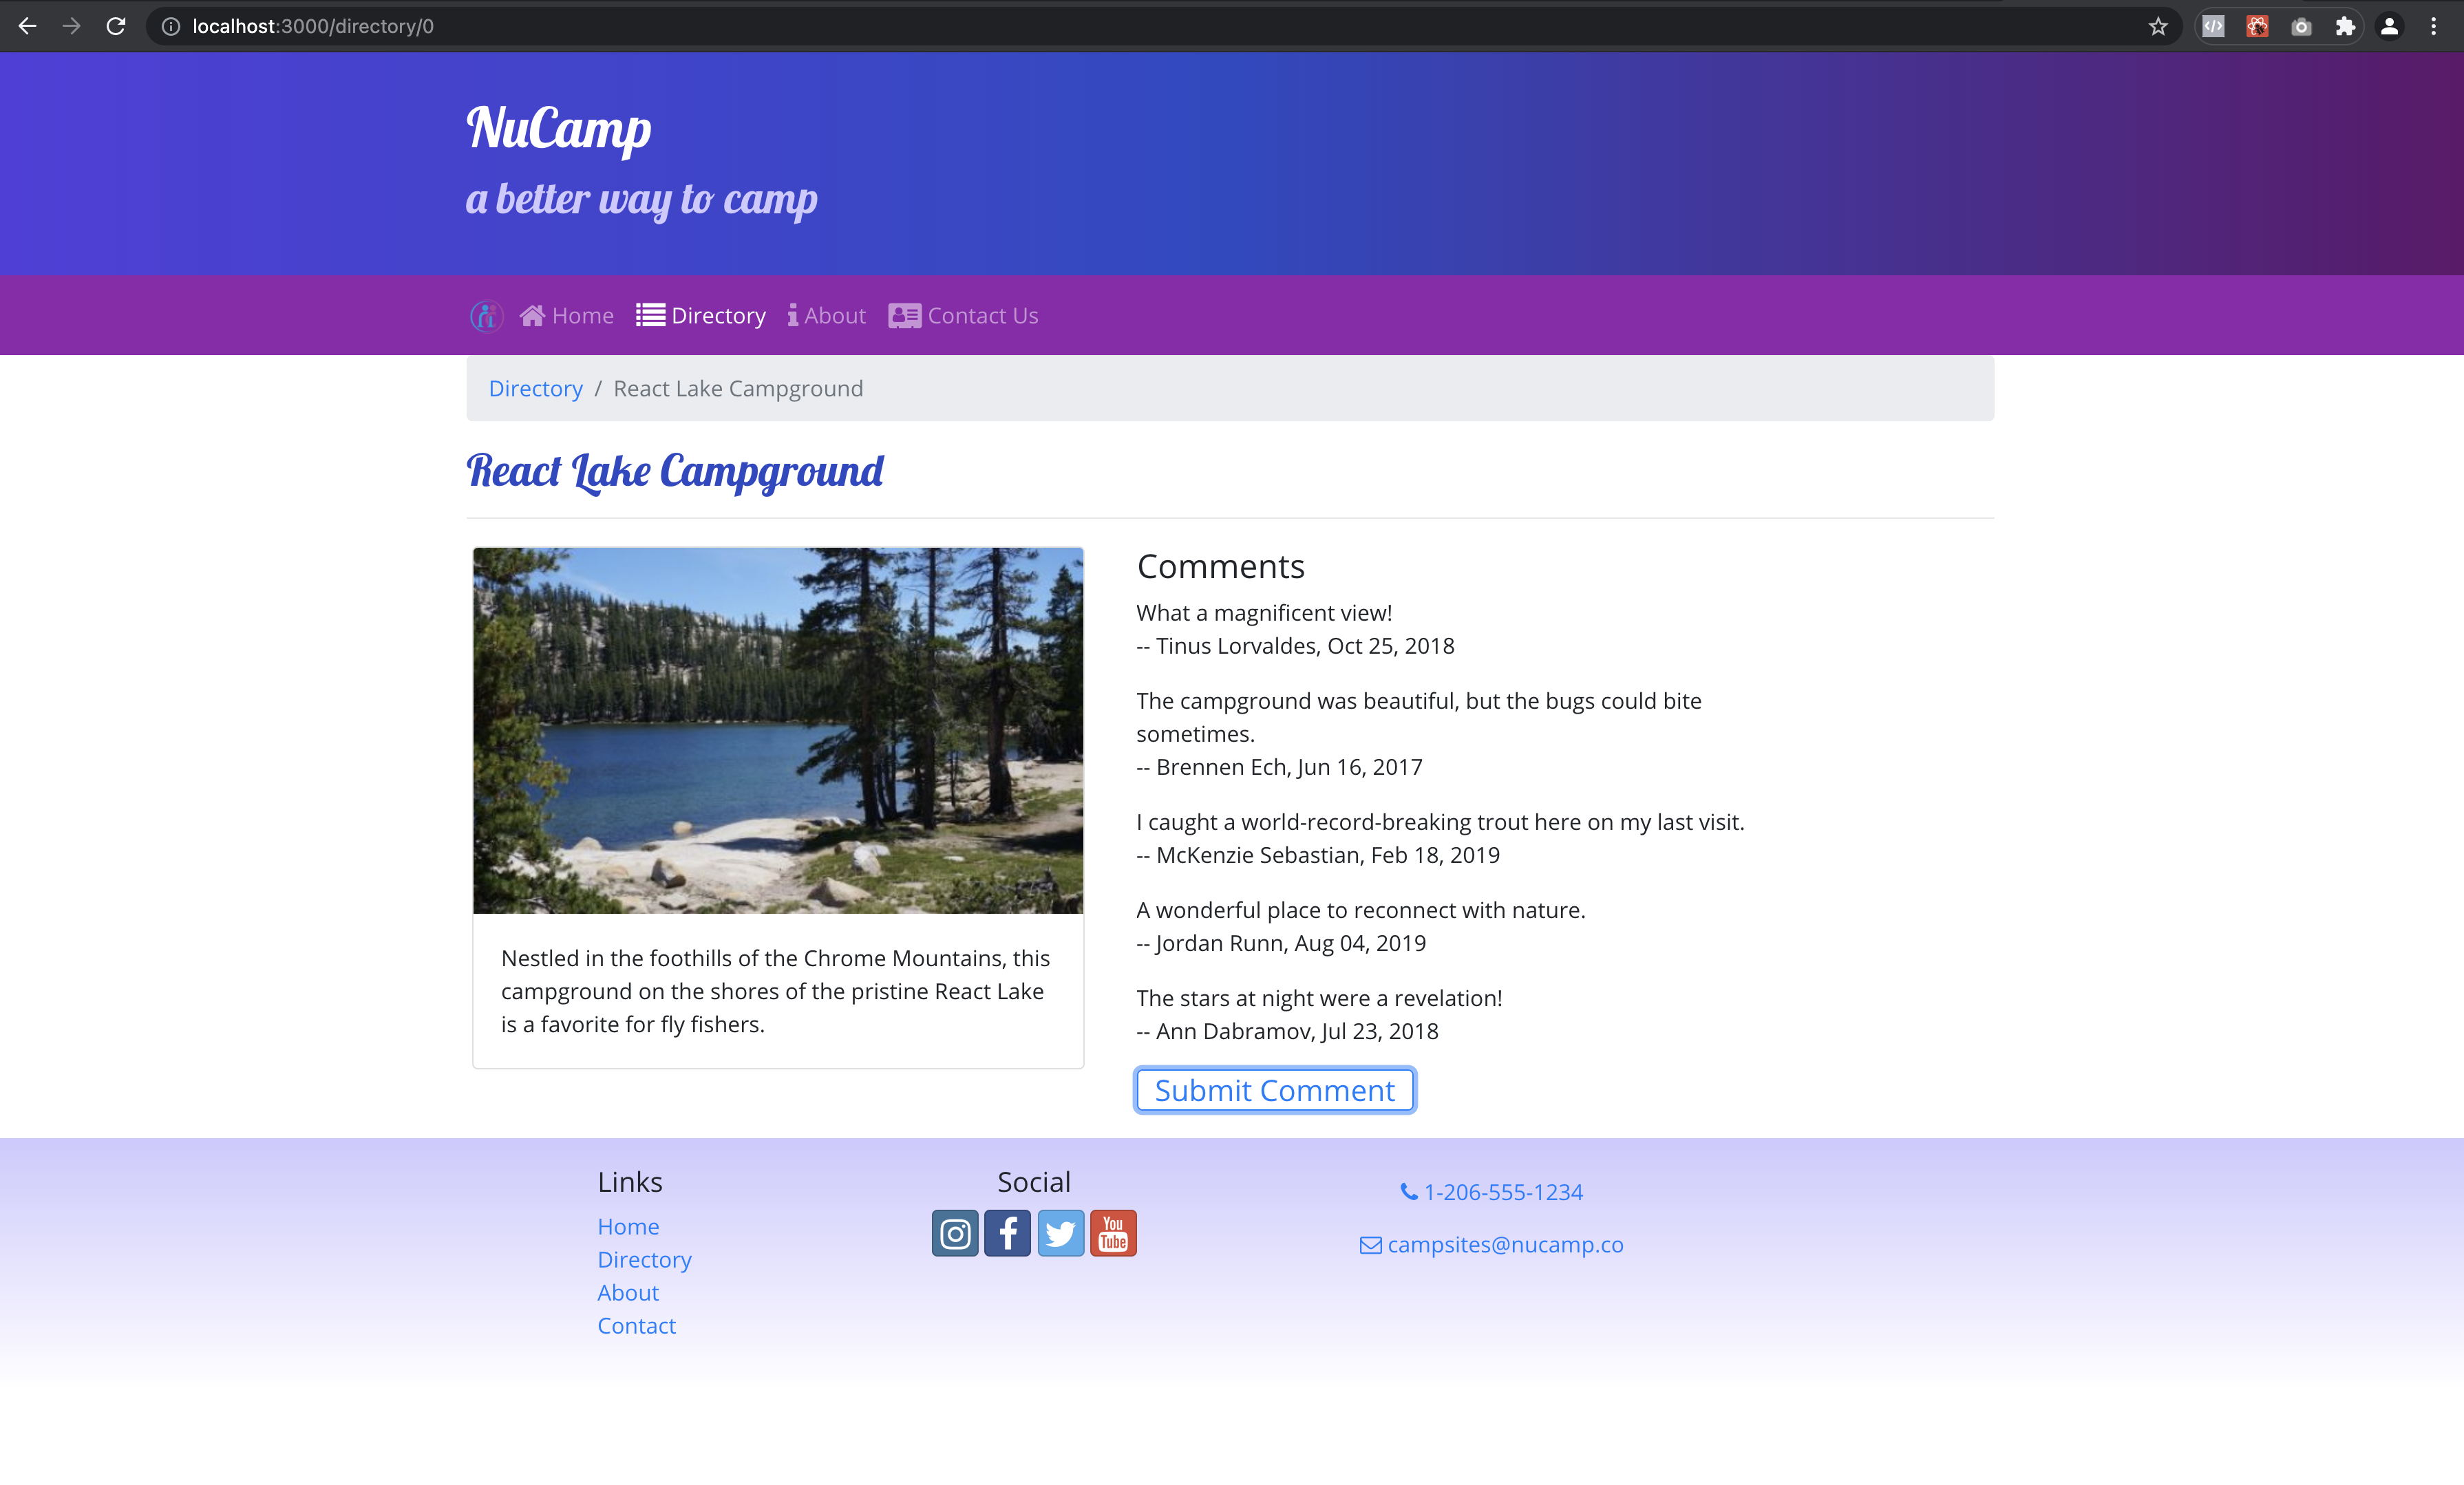 localhost:3000/directory/0
NuCamp
a better way to camp
Home Directory About Contact Us
Directory / React Lake Campground
React Lake Campground
Comments
What a magnificent view!
-- Tinus Lorvaldes, Oct 25, 2018
The campground was beautiful, but the bugs could bite
sometimes.
-- Brennen Ech, Jun 16, 2017
I caught a world-record-breaking trout here on my last visit.
-- McKenzie Sebastian, Feb 18, 2019
A wonderful place to reconnect with nature.
-- Jordan Runn, Aug 04, 2019
The stars at night were a revelation!
-- Ann Dabramov, Jul 23, 2018
Submit Comment
Nestled in the foothills of the Chrome Mountains, this
campground on the shores of the pristine React Lake
is a favorite for fly fishers.
Links
Home
Directory
About
Contact
Social
You
Tube
1-206-555-1234
campsites@nucamp.co